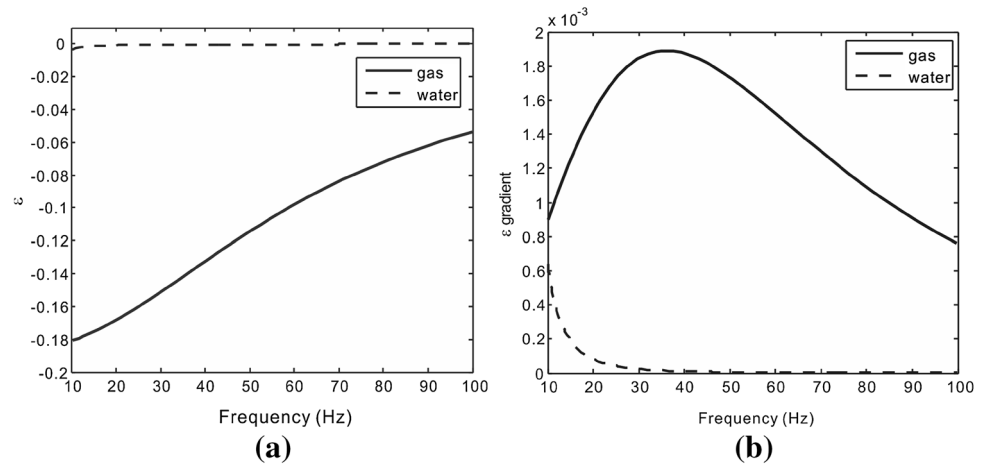 0
-0.02
-0.04
-0.06
-0.08
-0.1
-0.12
-0.14
-0.16
-0.18
-0.2
ε
gas
water
10 20 30 40 50 60 70 80 90 100
Frequency (Hz)
(a)
× 10⁻³
2
1.8
1.6
1.4
1.2
1
0.8
0.6
0.4
0.2
0
ε gradient
gas
water
10 20 30 40 50 60 70 80 90 100
Frequency (Hz)
(b)